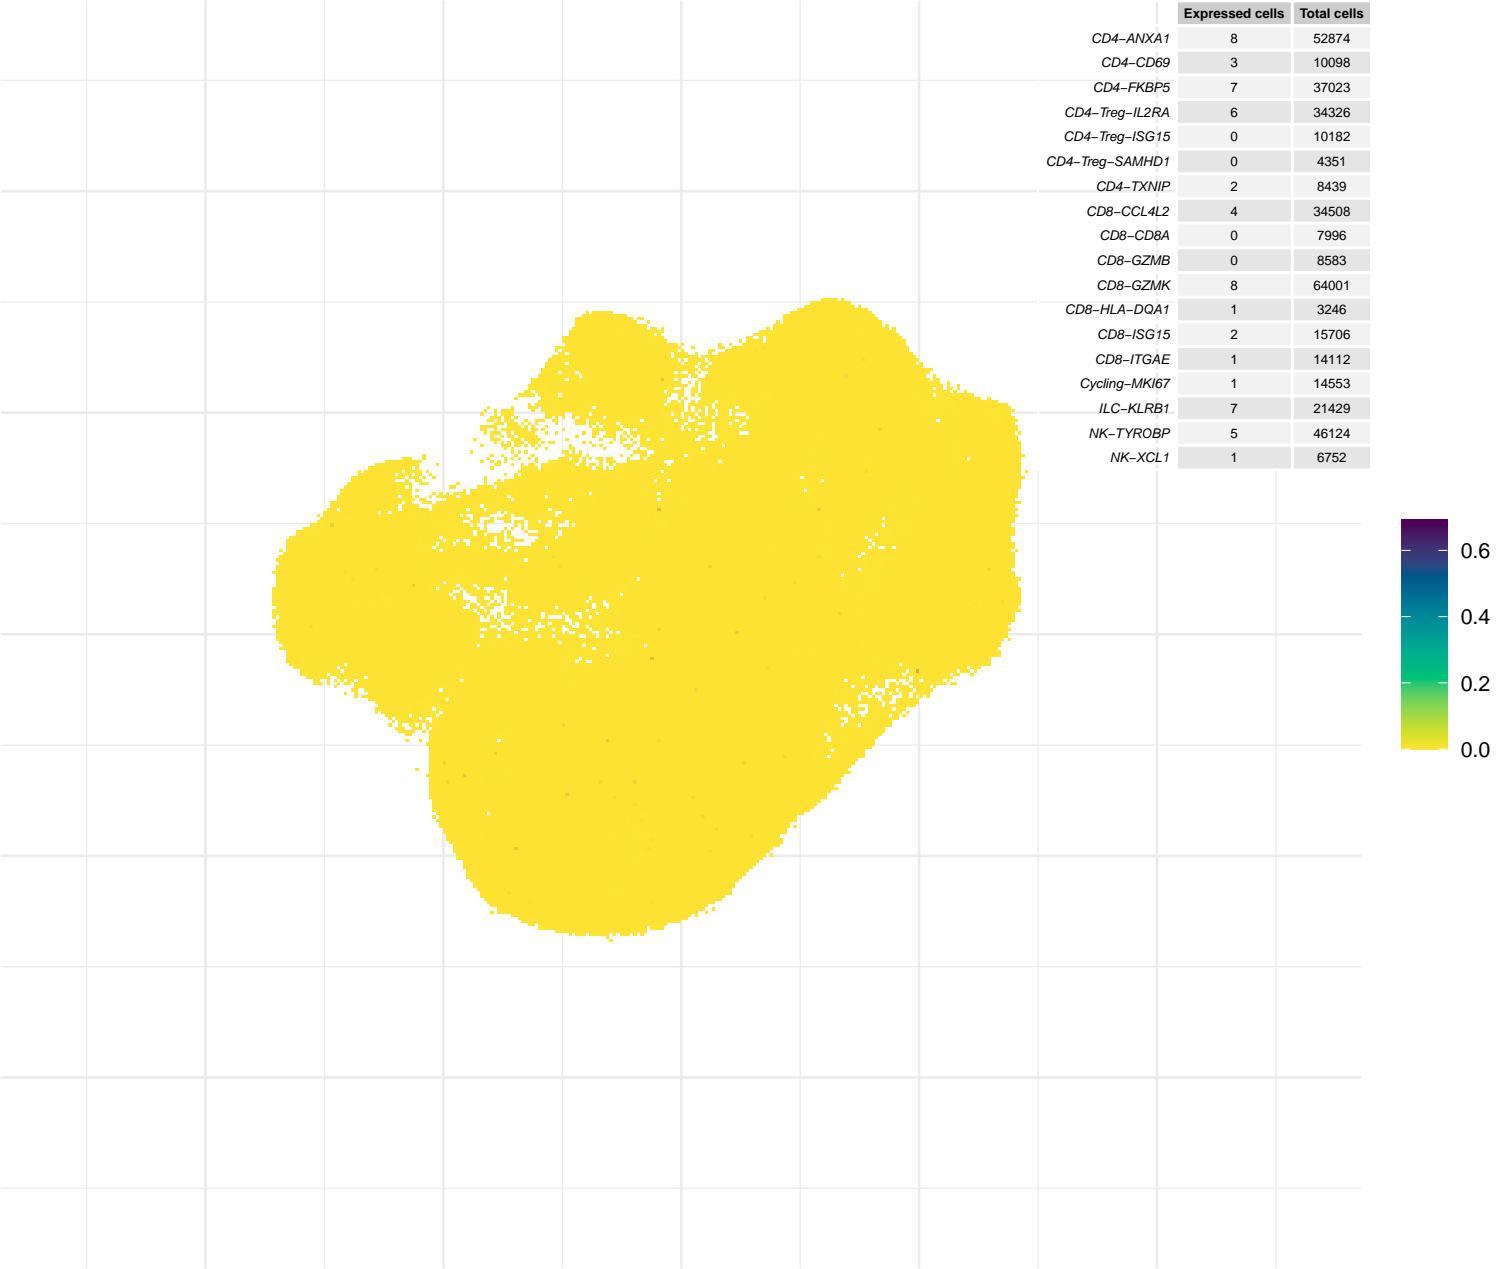 Expressed cells Total cells
CD4−ANXA1 8 52874
CD4−CD69 3 10098
CD4−FKBP5 7 37023
CD4−Treg−IL2RA 6 34326
CD4−Treg−ISG15 0 10182
CD4−Treg−SAMHD1 0 4351
CD4−TXNIP 2 8439
CD8−CCL4L2 4 34508
CD8−CD8A 0 7996
CD8−GZMB 0 8583
CD8−GZMK 8 64001
CD8−HLA−DQA1 1 3246
CD8−ISG15 2 15706
CD8−ITGAE 1 14112
Cycling−MKI67 1 14553
ILC−KLRB1 7 21429
NK−TYROBP 5 46124
NK−XCL1 1 6752
0.6
0.4
0.2
0.0